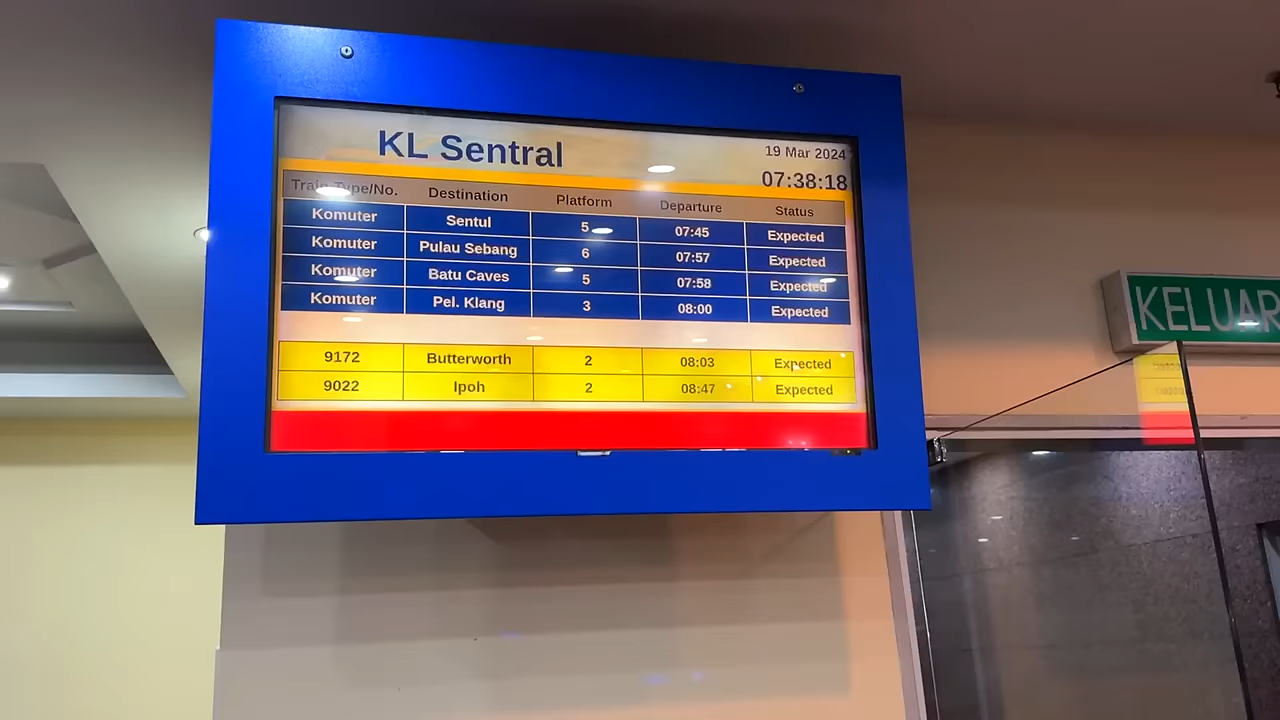 KL Sentral
19 Mar 2024
07:38:18
Train Type/No. Destination Platform Departure Status
Komuter Sentul 5 07:45 Expected
Komuter Pulau Sebang 6 07:57 Expected
Komuter Batu Caves 5 07:58 Expected
Komuter Pel. Klang 3 08:00 Expected
9172 Butterworth 2 08:03 Expected
9022 Ipoh 2 08:47 Expected
KELUAR